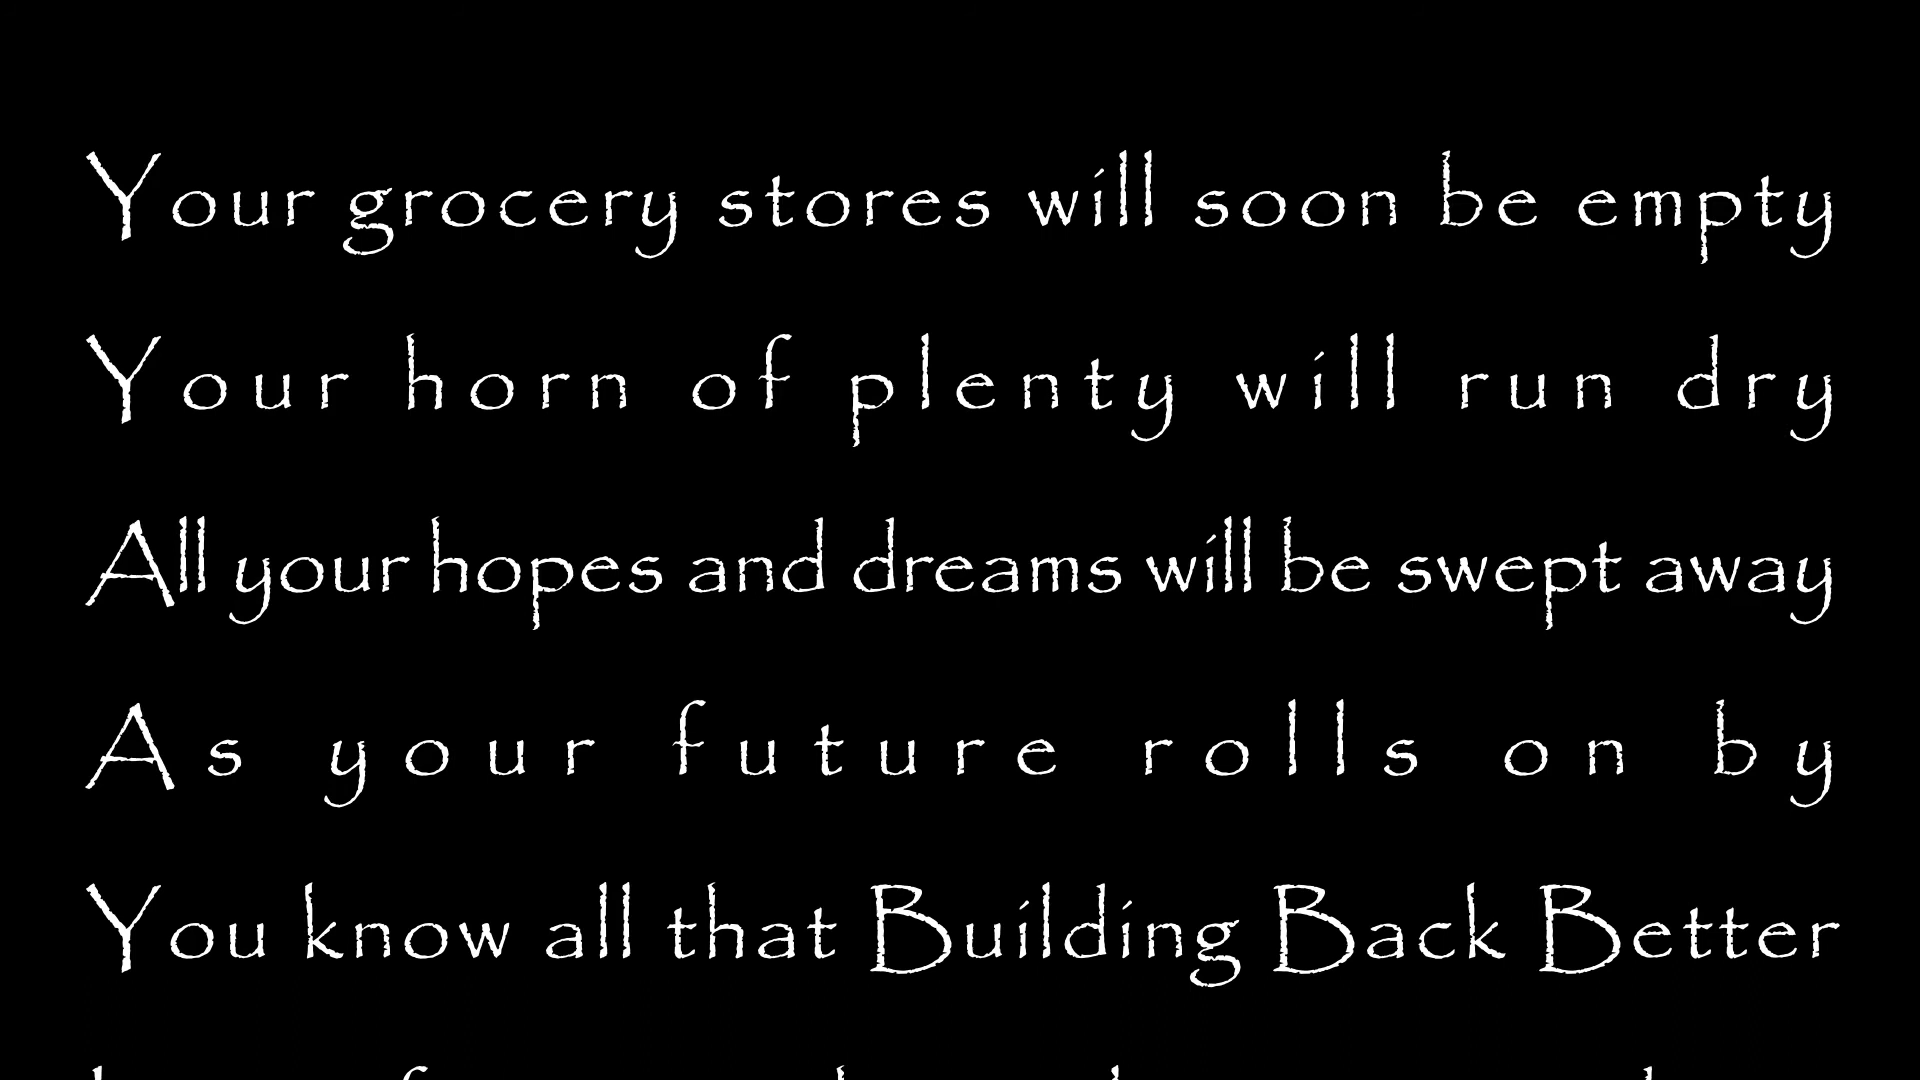 Your grocery stores will soon be empty
Your horn of plenty will run dry
All your hopes and dreams will be swept away
As your future rolls on by
You know all that Building Back Better